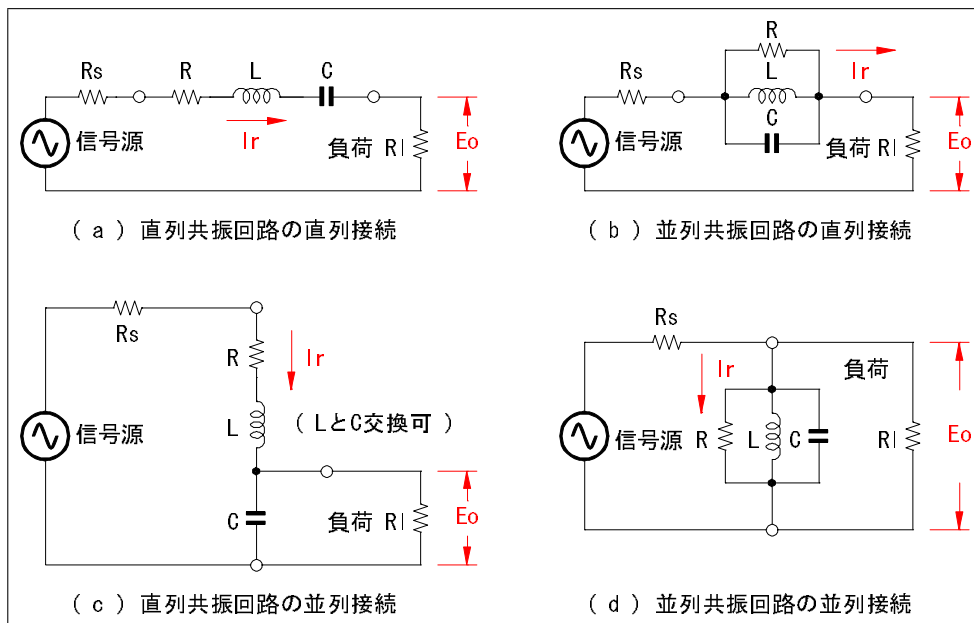 Rs
R
L
C
Ir
信号源
負荷 Rl
Eo
( a ) 直列共振回路の直列接続
R
Rs
L
Ir
C
信号源
負荷 Rl
Eo
( b ) 並列共振回路の直列接続
Rs
R
Ir
L
( LとC交換可 )
信号源
C
負荷 Rl
Eo
( c ) 直列共振回路の並列接続
Rs
Ir
負荷
信号源
R
L
C
Rl
Eo
( d ) 並列共振回路の並列接続